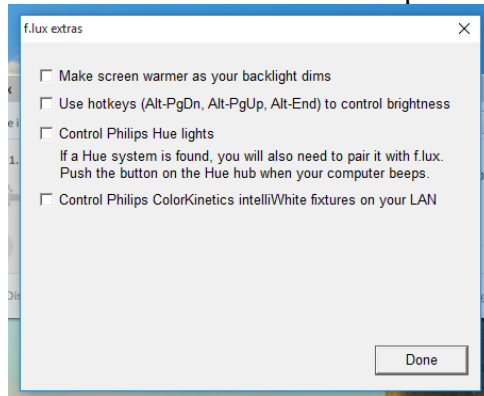 f.lux extras
Make screen warmer as your backlight dims
Use hotkeys (Alt-PgDn, Alt-PgUp, Alt-End) to control brightness
Control Philips Hue lights
If a Hue system is found, you will also need to pair it with f.lux.
Push the button on the Hue hub when your computer beeps.
Control Philips ColorKinetics intelliWhite fixtures on your LAN
Done